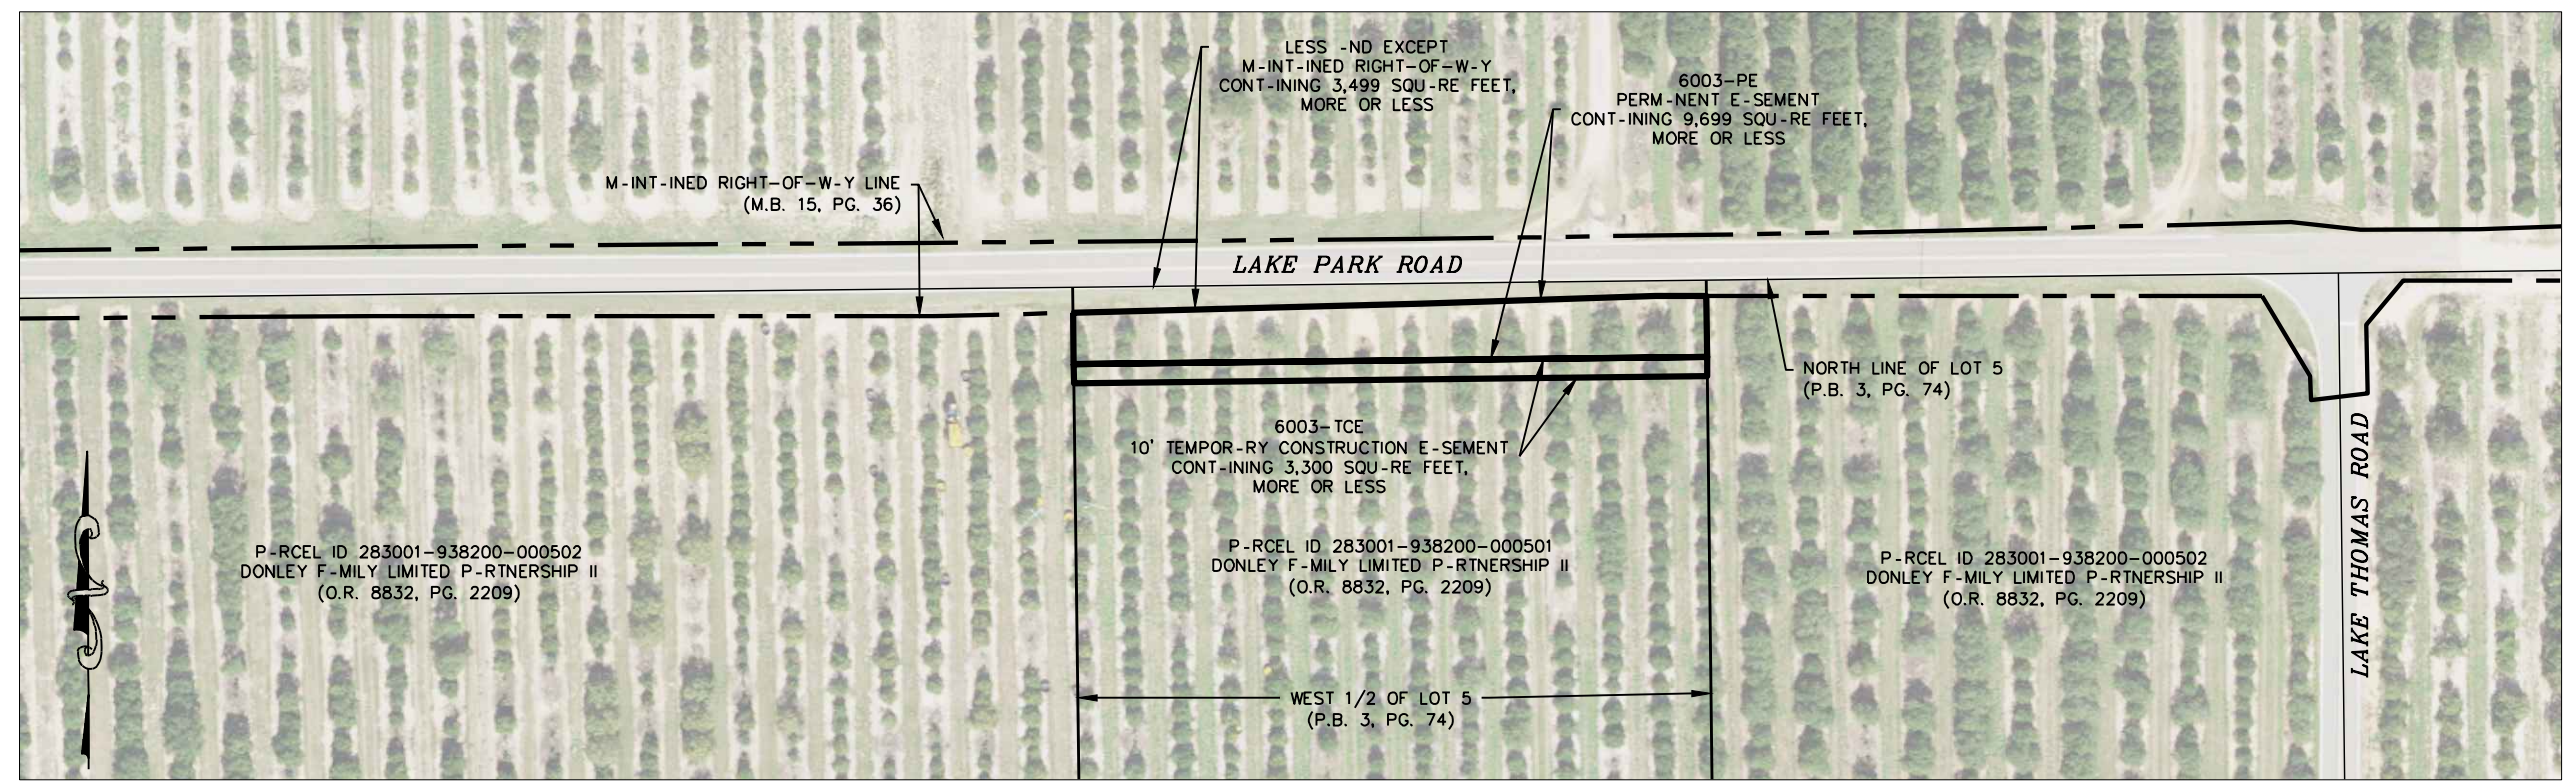 LESS -ND EXCEPT
M-INT-INED RIGHT-OF-W-Y
CONT-INING 3,499 SQU-RE FEET,
MORE OR LESS
6003-PE
PERM-NENT E-SEMENT
CONT-INING 9,699 SQU-RE FEET,
MORE OR LESS
M-INT-INED RIGHT-OF-W-Y LINE
(M.B. 15, PG. 36)
LAKE PARK ROAD
NORTH LINE OF LOT 5
(P.B. 3, PG. 74)
6003-TCE
10' TEMPOR-RY CONSTRUCTION E-SEMENT
CONT-INING 3,300 SQU-RE FEET,
MORE OR LESS
LAKE THOMAS ROAD
P-RCEL ID 283001-938200-000502
DONLEY F-MILY LIMITED P-RTNERSHIP II
(O.R. 8832, PG. 2209)
P-RCEL ID 283001-938200-000501
DONLEY F-MILY LIMITED P-RTNERSHIP II
(O.R. 8832, PG. 2209)
P-RCEL ID 283001-938200-000502
DONLEY F-MILY LIMITED P-RTNERSHIP II
(O.R. 8832, PG. 2209)
WEST 1/2 OF LOT 5
(P.B. 3, PG. 74)